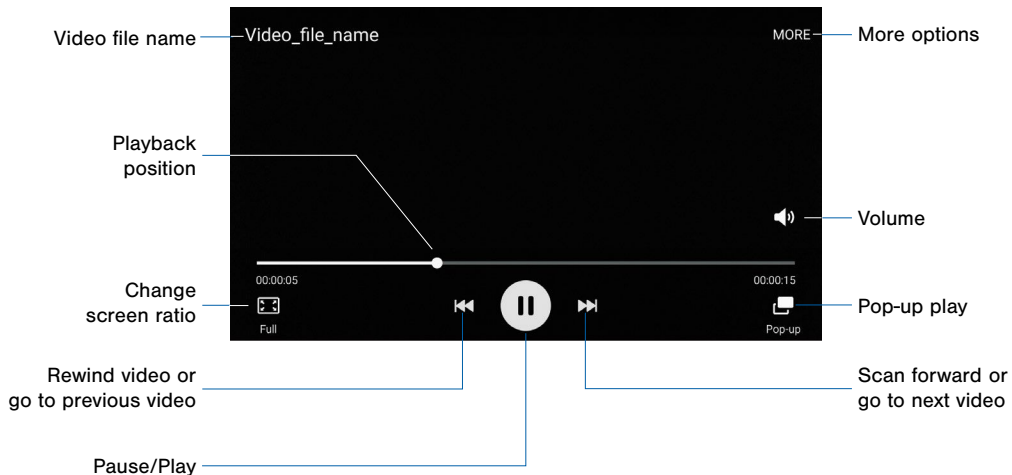 Video file name
Video_file_name
MORE
More options
Playback
position
Volume
00:00:05
00:00:15
Change
screen ratio
Full
Pop-up
Pop-up play
Rewind video or
go to previous video
Scan forward or
go to next video
Pause/Play